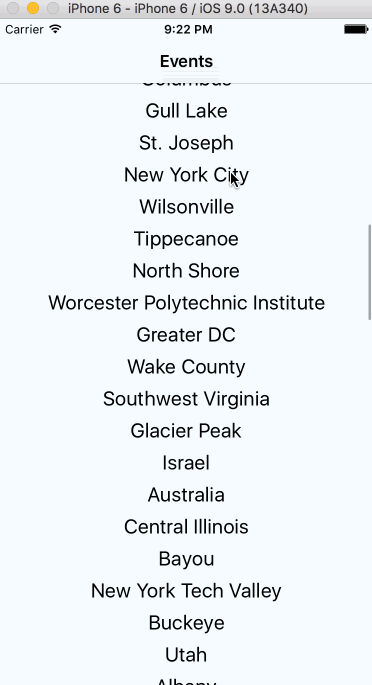 iPhone 6 - iPhone 6 / iOS 9.0 (13A340)
Carrier 9:22 PM
Events
Columbus
Gull Lake
St. Joseph
New York City
Wilsonville
Tippecanoe
North Shore
Worcester Polytechnic Institute
Greater DC
Wake County
Southwest Virginia
Glacier Peak
Israel
Australia
Central Illinois
Bayou
New York Tech Valley
Buckeye
Utah
Albany